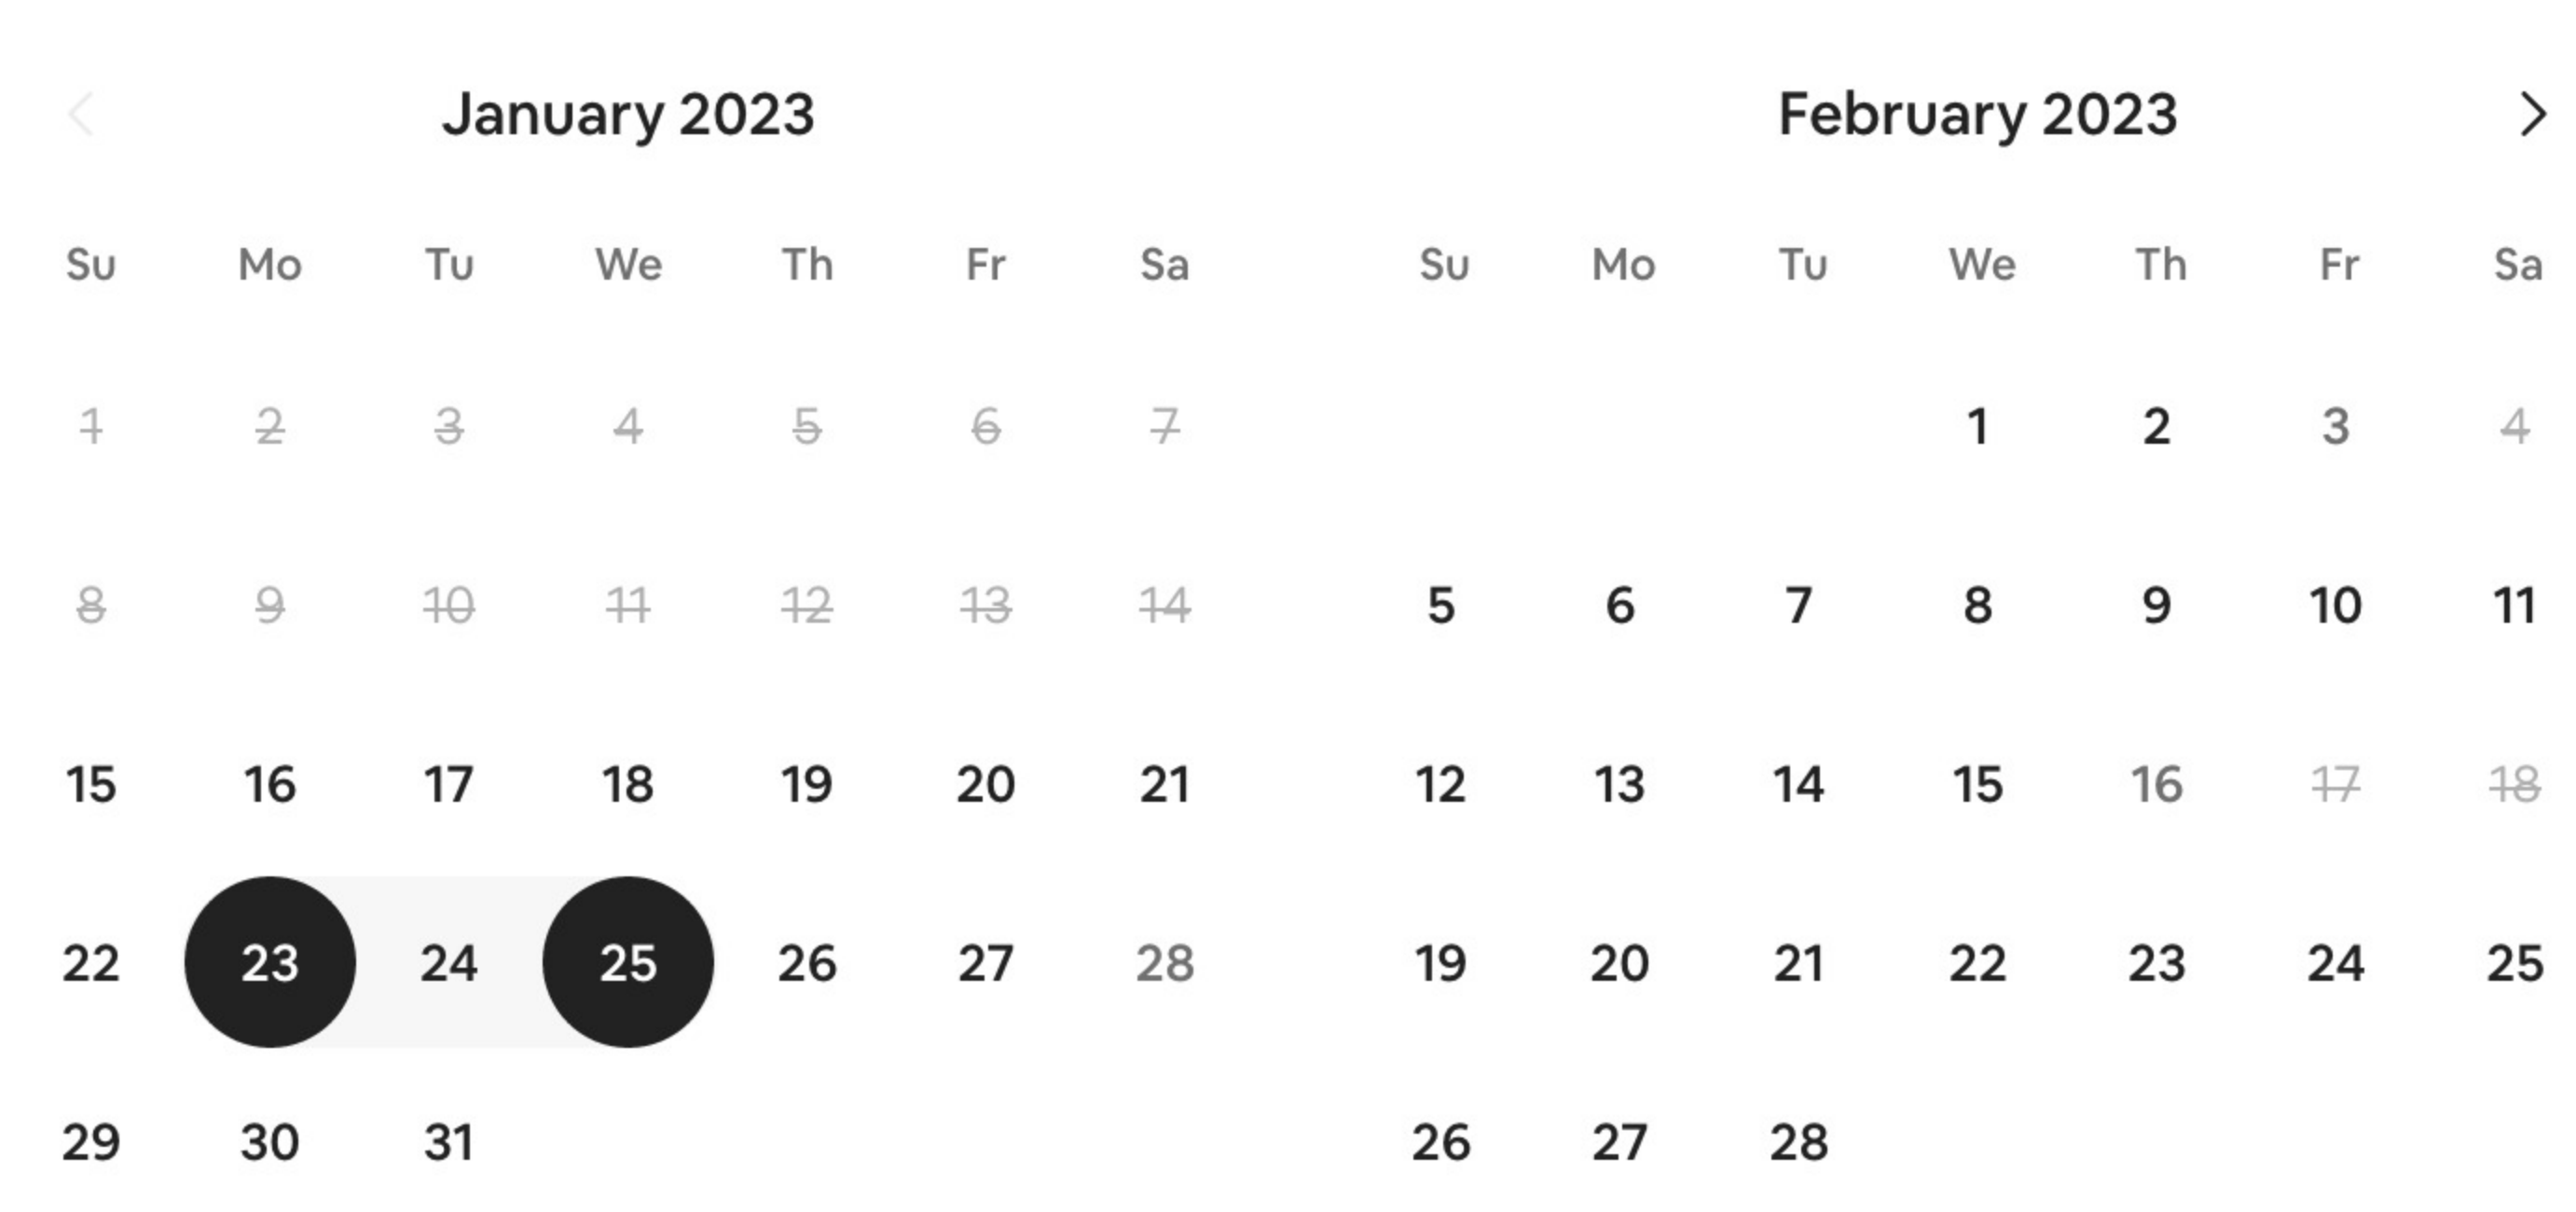 January 2023
Su Mo Tu We Th Fr Sa
1 2 3 4 5 6 7
8 9 10 11 12 13 14
15 16 17 18 19 20 21
22 23 24 25 26 27 28
29 30 31
February 2023
Su Mo Tu We Th Fr Sa
1 2 3 4
5 6 7 8 9 10 11
12 13 14 15 16 17 18
19 20 21 22 23 24 25
26 27 28